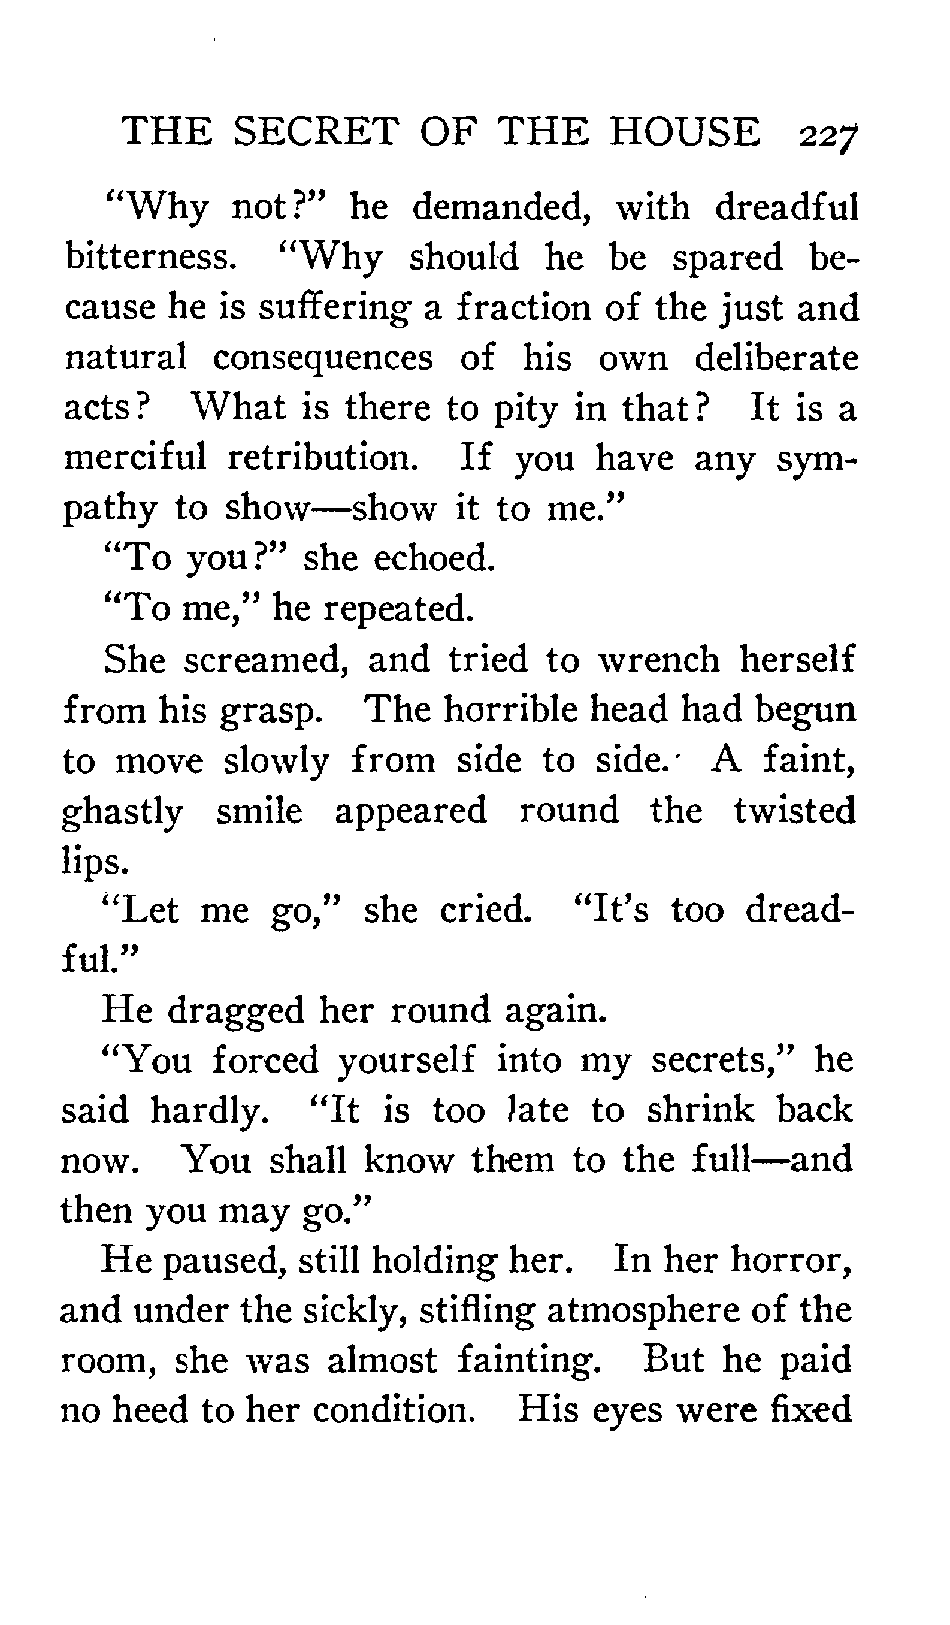 THE SECRET OF THE HOUSE 227
“Why not?” he demanded, with dreadful
bitterness. “Why should he be spared be-
cause he is suffering a fraction of the just and
natural consequences of his own deliberate
acts? What is there to pity in that? It is a
merciful retribution. If you have any sym-
pathy to show—show it to me.”
“To you?” she echoed.
“To me,” he repeated.
She screamed, and tried to wrench herself
from his grasp. The horrible head had begun
to move slowly from side to side. A faint,
ghastly smile appeared round the twisted
lips.
“Let me go,” she cried. “It’s too dread-
ful.”
He dragged her round again.
“You forced yourself into my secrets,” he
said hardly. “It is too late to shrink back
now. You shall know them to the full—and
then you may go.”
He paused, still holding her. In her horror,
and under the sickly, stifling atmosphere of the
room, she was almost fainting. But he paid
no heed to her condition. His eyes were fixed